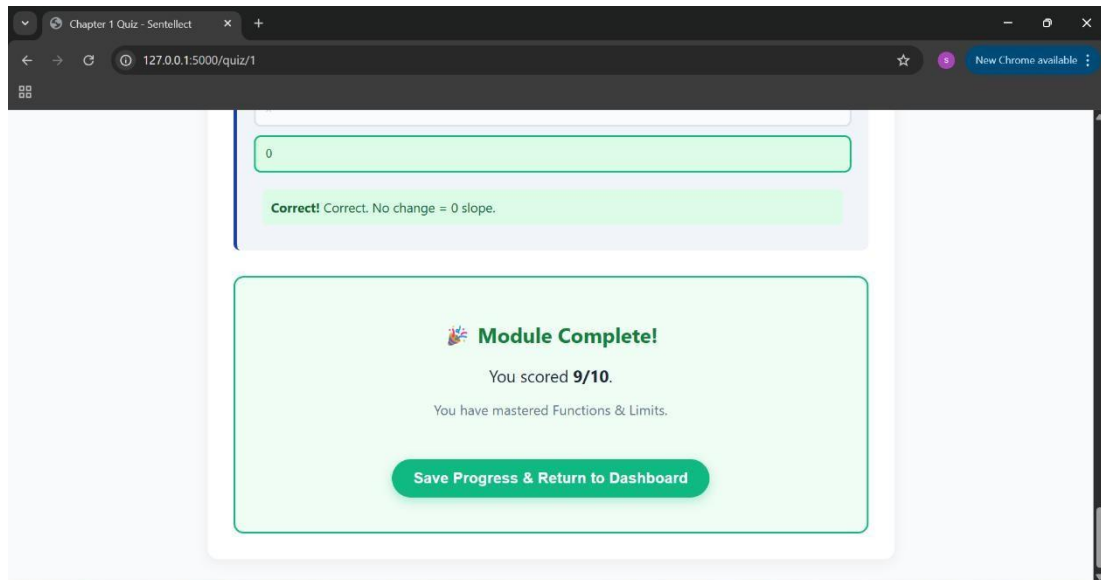 Chapter 1 Quiz - Sentellect
127.0.0.1:5000/quiz/1
s
New Chrome available
0
Correct! Correct. No change = 0 slope.
🎉 Module Complete!
You scored 9/10.
You have mastered Functions & Limits.
Save Progress & Return to Dashboard